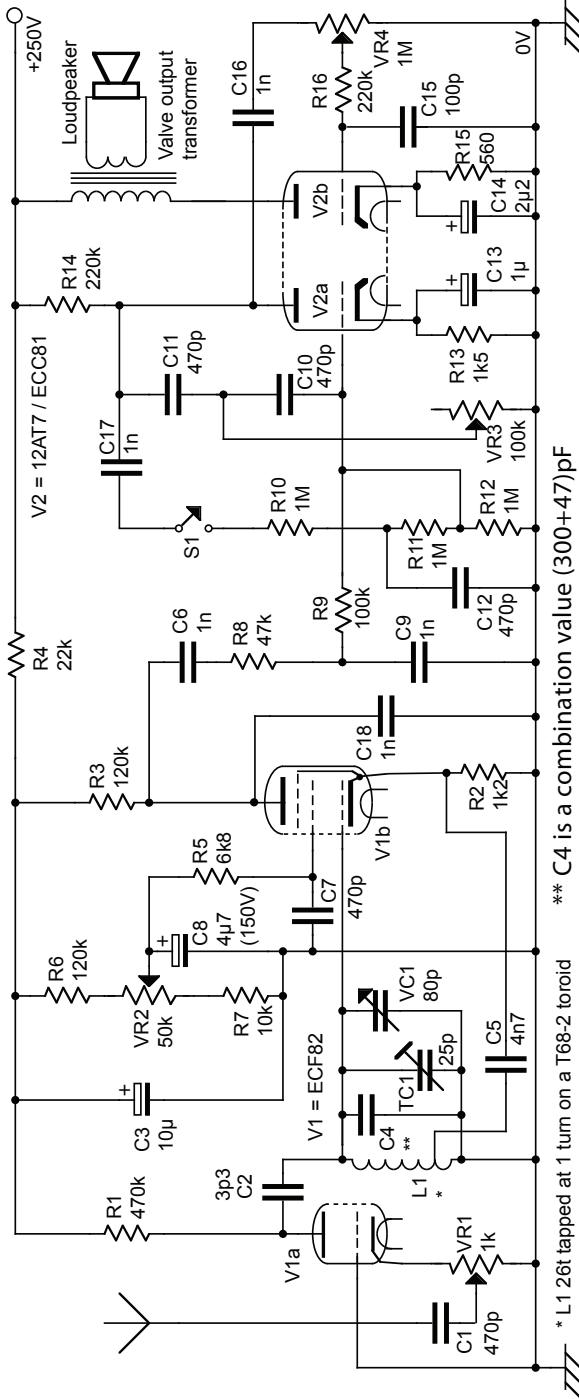 +250V
Loudpeaker
Valve output
transformer
V2 = 12AT7 / ECC81
R4
22k
R14
220k
C16
1n
VR4
1M
R16
220k
C15
100p
V2b
V2a
R15
560
C14
2µ2
+
C13
1µ
+
R13
1k5
C11
470p
C10
470p
VR3
100k
C17
1n
S1
R10
1M
R11
1M
R12
1M
C12
470p
R9
100k
C6
1n
R8
47k
C9
1n
R3
120k
C18
1n
V1b
R2
1k2
R5
6k8
C7
470p
C8
4µ7
(150V)
+
R6
120k
VR2
50k
R7
10k
C3
10µ
+
V1 = ECF82
VC1
80p
TC1
25p
C4
**
C5
4n7
L1
*
3p3
C2
R1
470k
V1a
VR1
1k
C1
470p
0V
* L1 26t tapped at 1 turn on a T68-2 toroid
** C4 is a combination value (300+47)pF